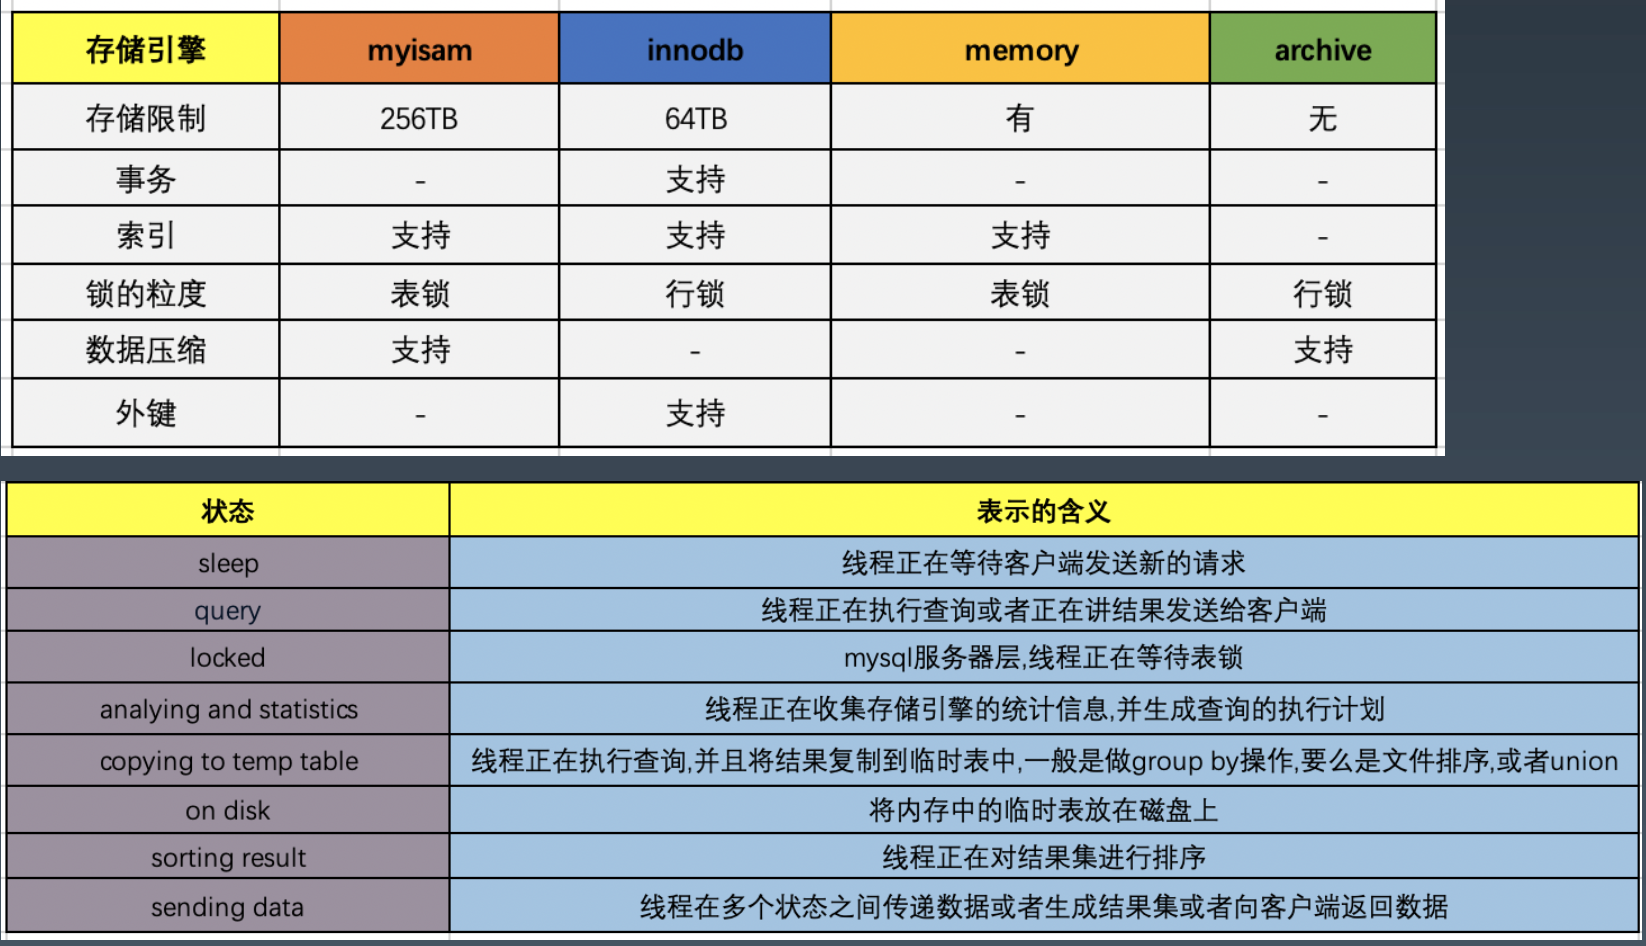 存储引擎 myisam innodb memory archive
存储限制 256TB 64TB 有 无
事务 - 支持 - -
索引 支持 支持 支持 -
锁的粒度 表锁 行锁 表锁 行锁
数据压缩 支持 - - 支持
外键 - 支持 - -
状态 表示的含义
sleep 线程正在等待客户端发送新的请求
query 线程正在执行查询或者正在讲结果发送给客户端
locked mysql服务器层,线程正在等待表锁
analying and statistics 线程正在收集存储引擎的统计信息,并生成查询的执行计划
copying to temp table 线程正在执行查询,并且将结果复制到临时表中,一般是做group by操作,要么是文件排序,或者union
on disk 将内存中的临时表放在磁盘上
sorting result 线程正在对结果集进行排序
sending data 线程在多个状态之间传递数据或者生成结果集或者向客户端返回数据